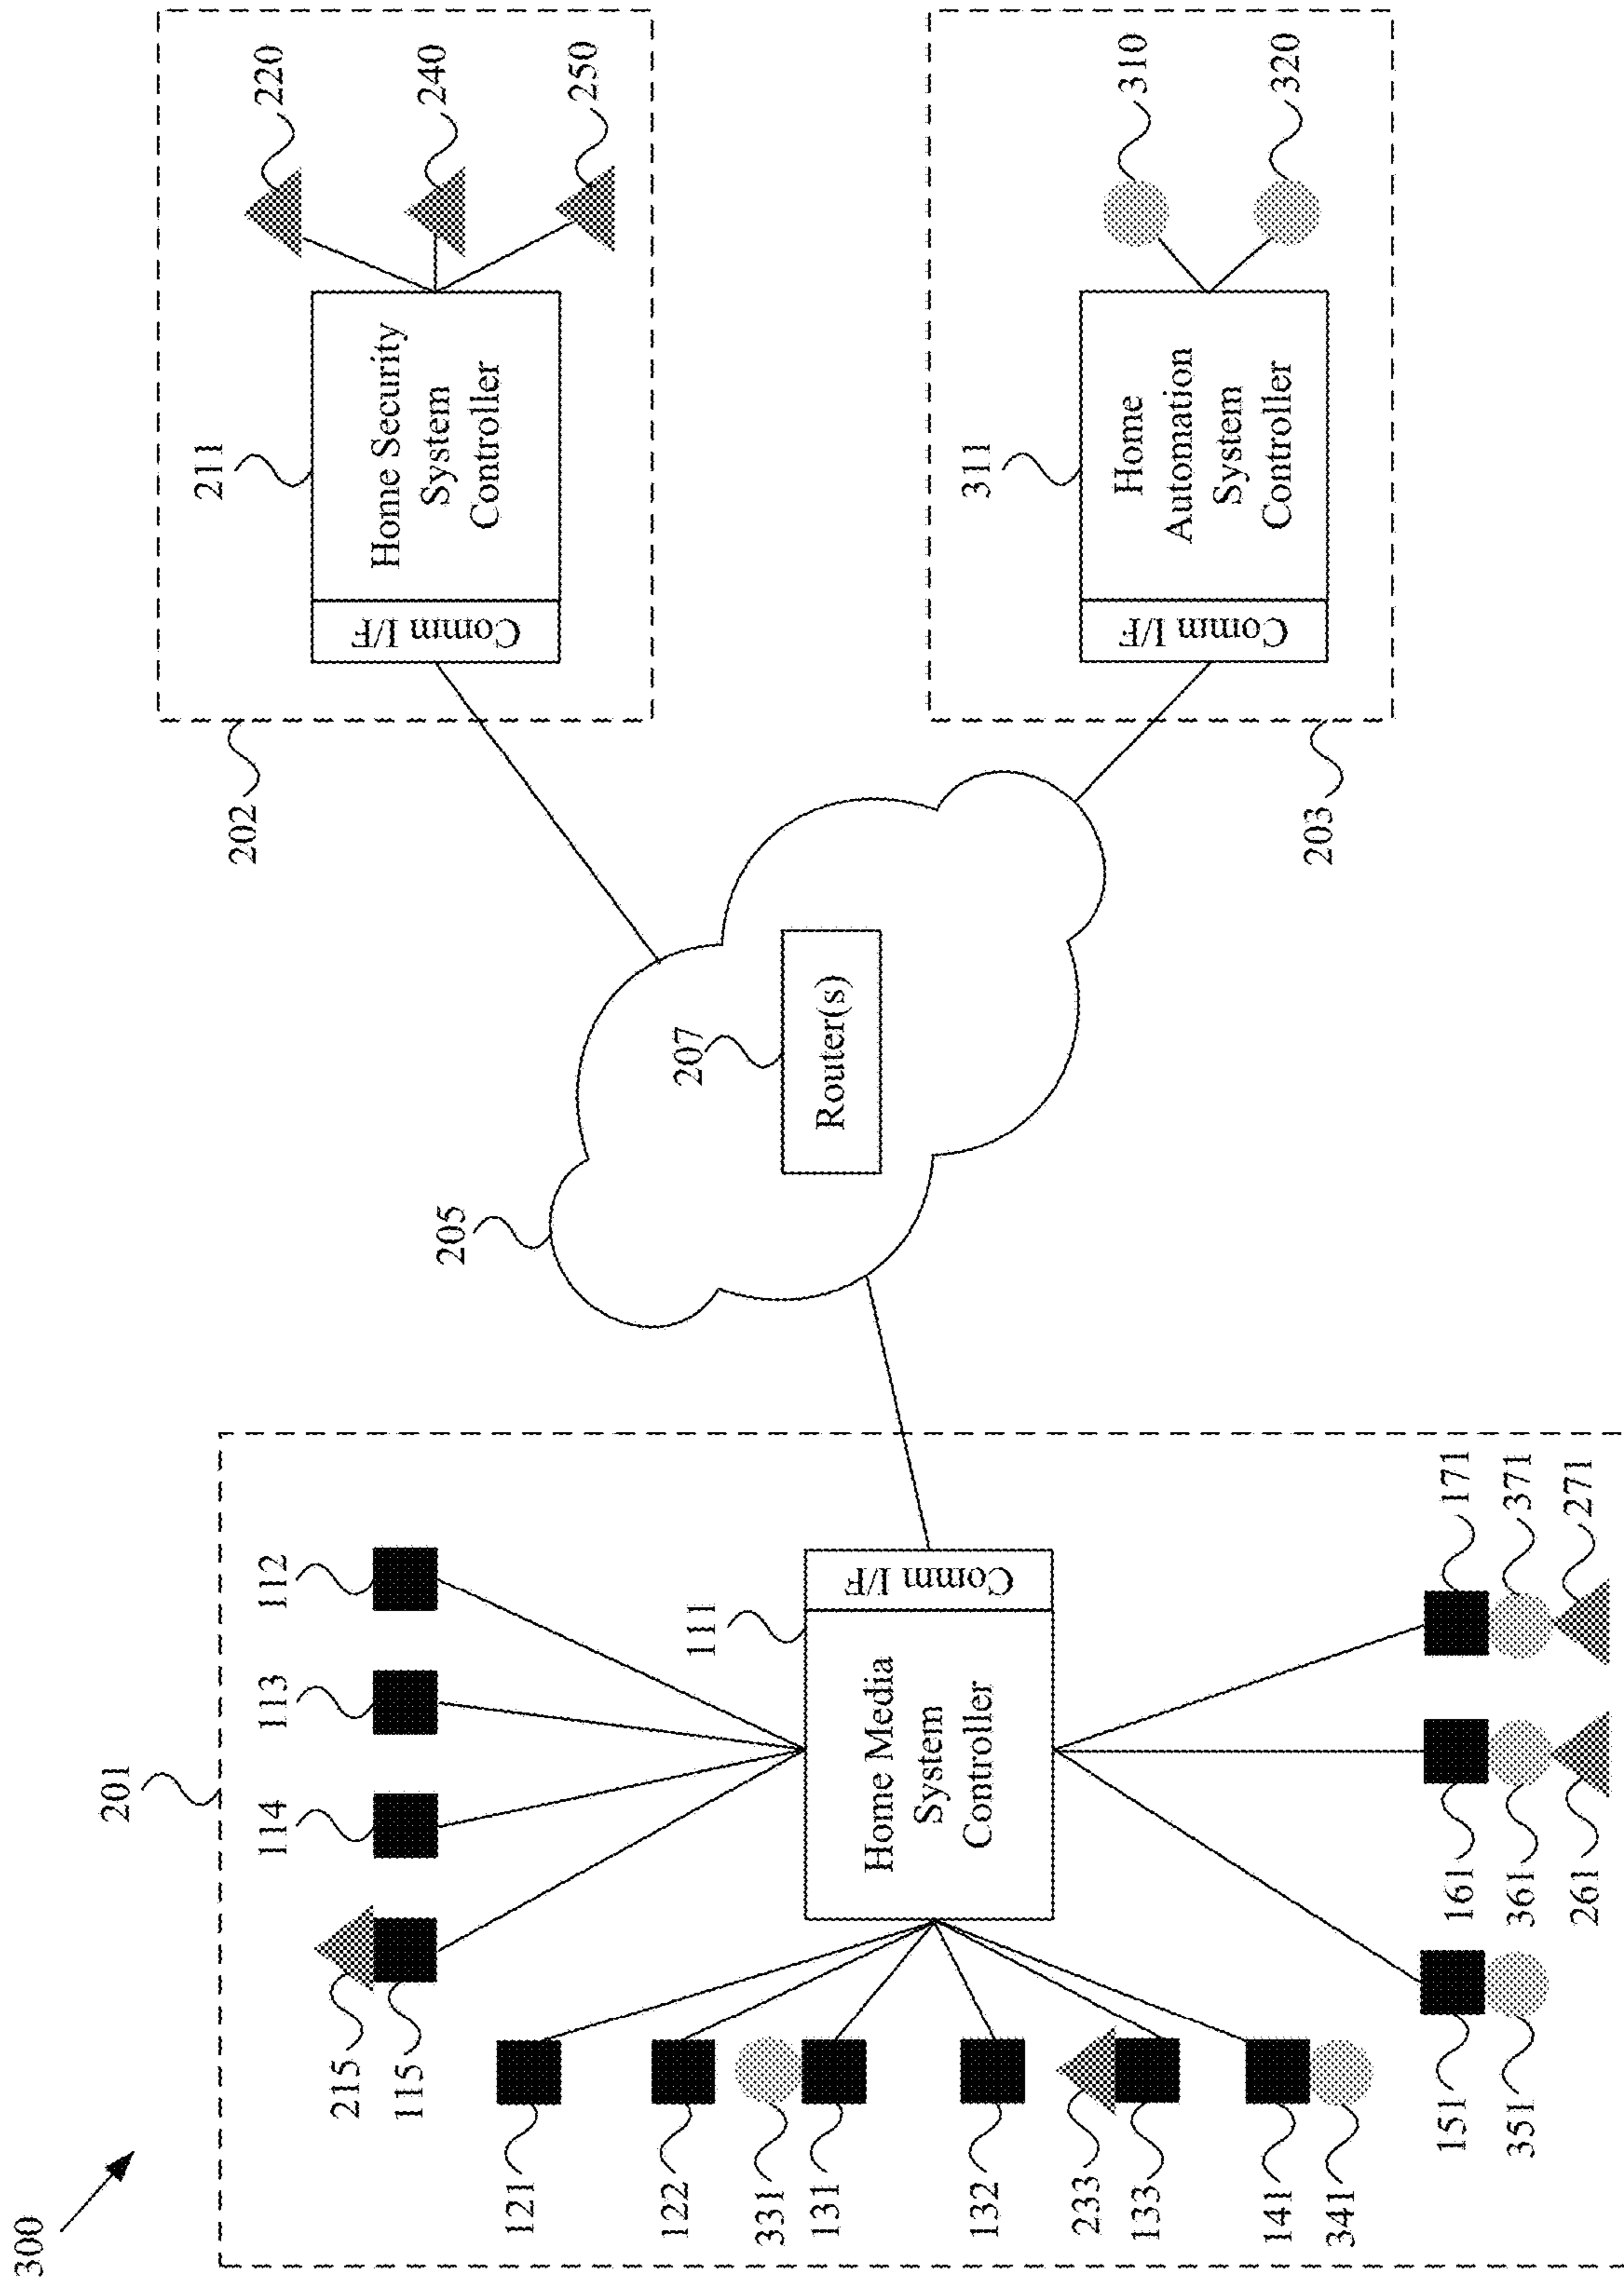 300
201
215
115
114
113
112
121
122
331
131
132
233
133
141
341
111
Home Media
System
Controller
Comm I/F
151
351
161
361
261
171
371
271
205
207
Router(s)
202
211
Comm I/F
Home Security
System
Controller
220
240
250
203
311
Comm I/F
Home
Automation
System
Controller
310
320